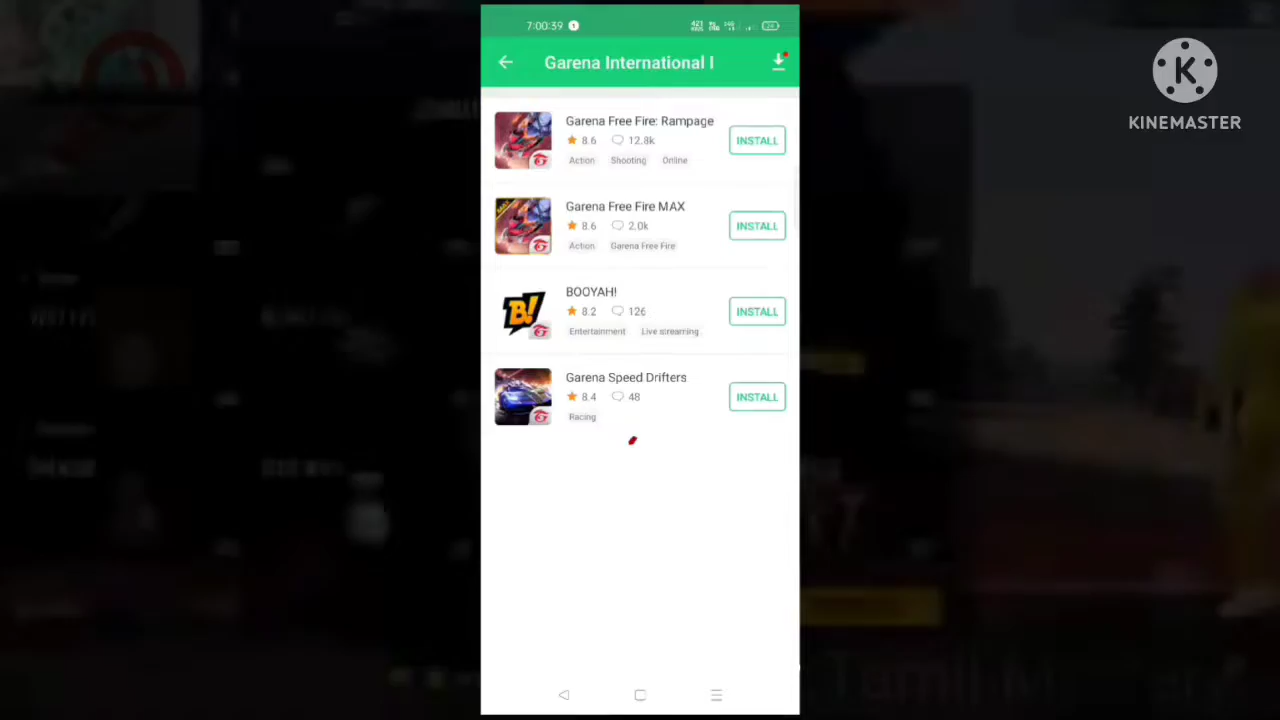 7:00:39
Garena International I
Garena Free Fire: Rampage
8.6 12.8k
INSTALL
Action Shooting Online
Garena Free Fire MAX
8.6 2.0k
INSTALL
Action Garena Free Fire
BOOYAH!
8.2 126
INSTALL
Entertainment Live streaming
Garena Speed Drifters
8.4 48
INSTALL
Racing
K
KINEMASTER